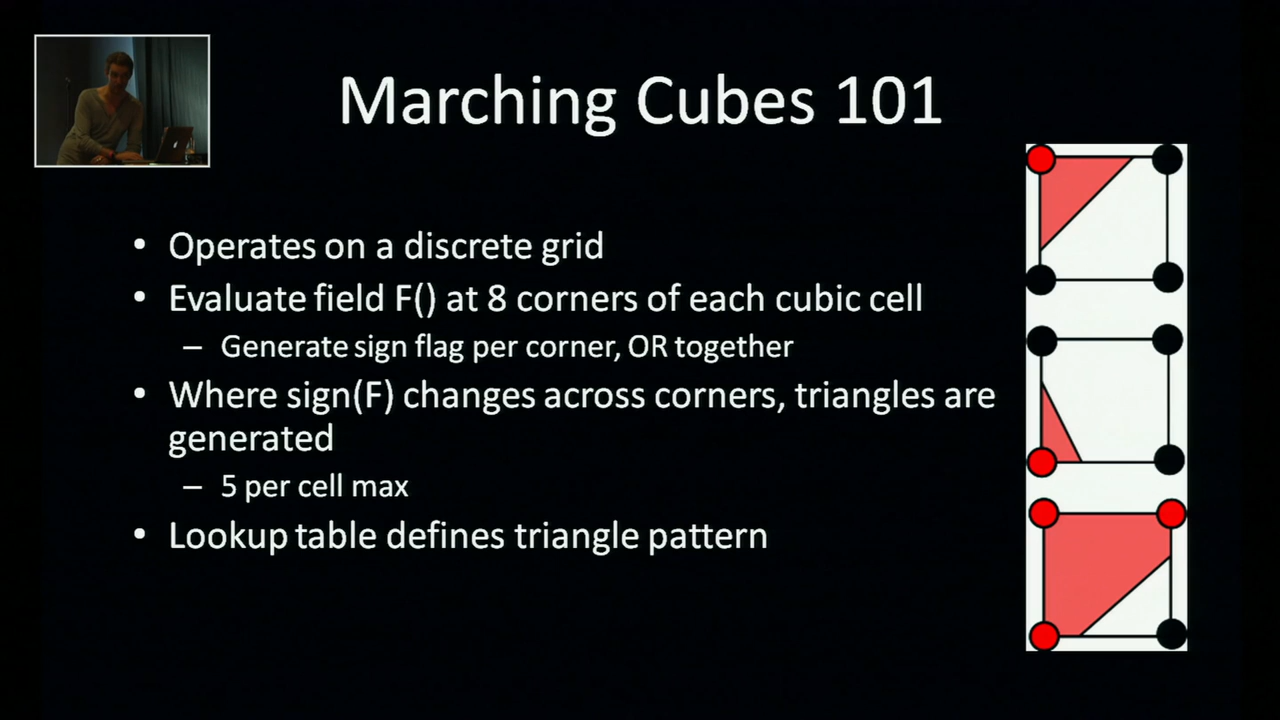 Marching Cubes 101
• Operates on a discrete grid
• Evaluate field F() at 8 corners of each cubic cell
– Generate sign flag per corner, OR together
• Where sign(F) changes across corners, triangles are
generated
– 5 per cell max
• Lookup table defines triangle pattern